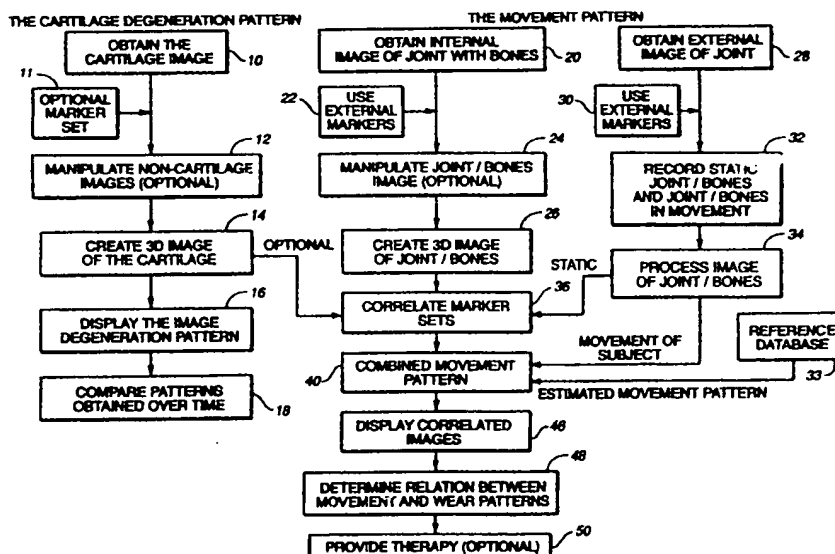 THE CARTILAGE DEGENERATION PATTERN
OBTAIN THE
CARTILAGE IMAGE
10
11
OPTIONAL
MARKER
SET
12
MANIPULATE NON-CARTILAGE
IMAGES (OPTIONAL)
14
CREATE 3D IMAGE
OF THE CARTILAGE
OPTIONAL
16
DISPLAY THE IMAGE
DEGENERATION PATTERN
COMPARE PATTERNS
OBTAINED OVER TIME
18
THE MOVEMENT PATTERN
OBTAIN INTERNAL
IMAGE OF JOINT WITH BONES
20
22
USE
EXTERNAL
MARKERS
24
MANIPULATE JOINT / BONES
IMAGE (OPTIONAL)
26
CREATE 3D IMAGE
OF JOINT / BONES
OBTAIN EXTERNAL
IMAGE OF JOINT
28
30
USE
EXTERNAL
MARKERS
32
RECORD STATIC
JOINT / BONES
AND JOINT / BONES
IN MOVEMENT
34
PROCESS IMAGE
OF JOINT / BONES
STATIC
CORRELATE MARKER
SETS
36
MOVEMENT OF
SUBJECT
REFERENCE
DATABASE
33
COMBINED MOVEMENT
PATTERN
40
ESTIMATED MOVEMENT PATTERN
DISPLAY CORRELATED
IMAGES
46
48
DETERMINE RELATION BETWEEN
MOVEMENT AND WEAR PATTERNS
50
PROVIDE THERAPY (OPTIONAL)